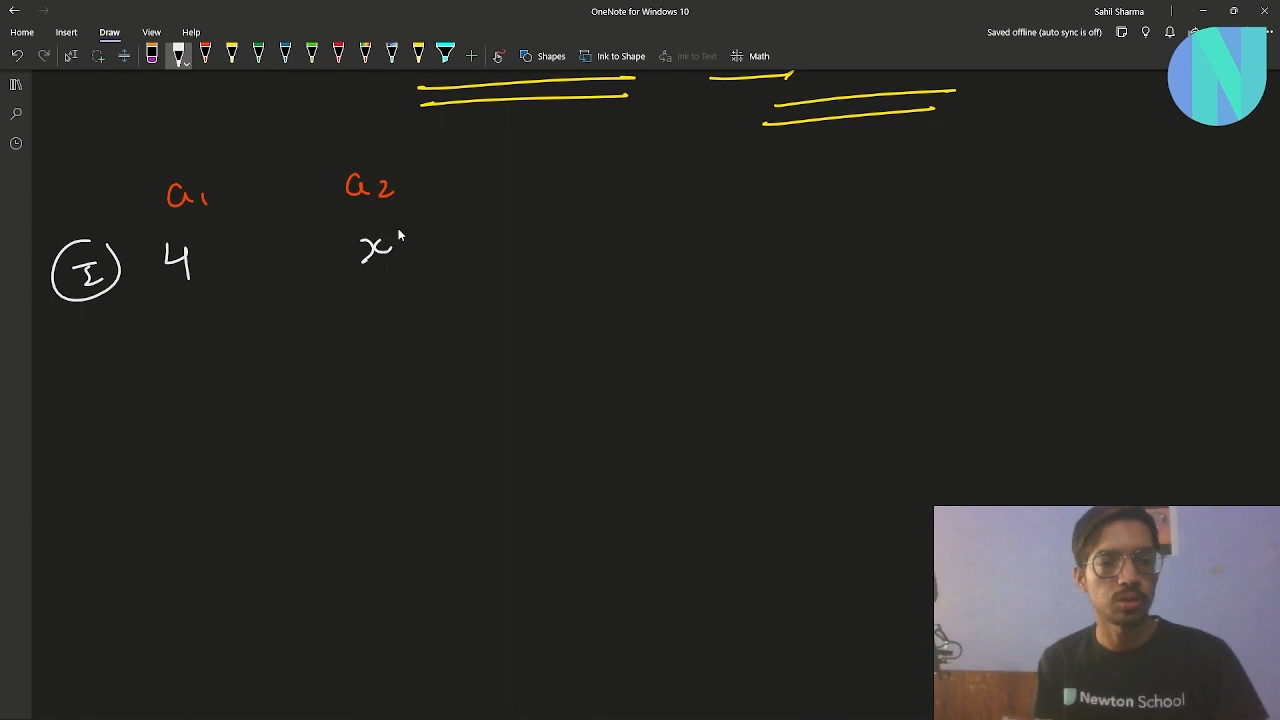 OneNote for Windows 10
Sahil Sharma
Home Insert Draw View Help
Saved offline (auto sync is off)
Shapes Ink to Shape Ink to Text Math
a1 a2
I 4 x
Newton School